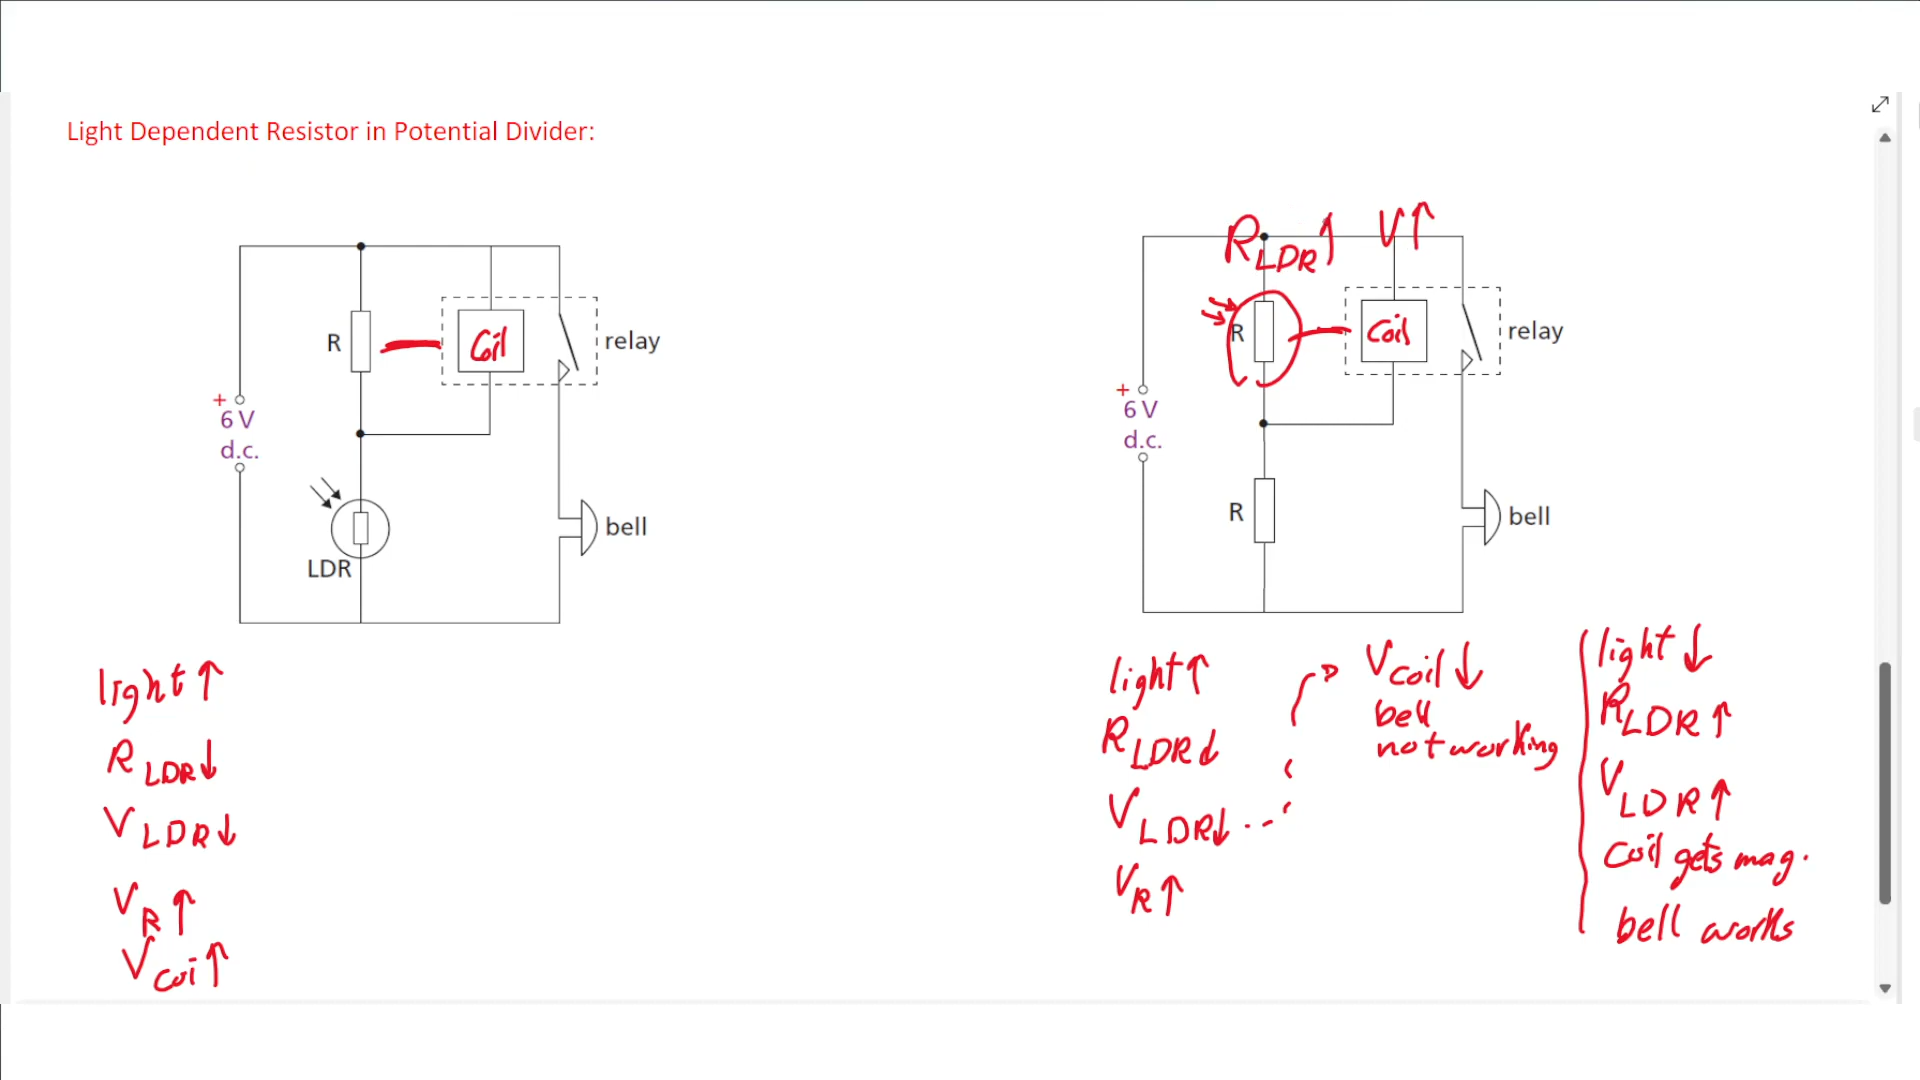 Light Dependent Resistor in Potential Divider:
R
Coil
relay
+
6 V
d.c.
LDR
bell
light ↑
R LDR ↓
V LDR ↓
V R ↑
V Coi ↑
R LDR ↑ V ↑
R
Coil
relay
+
6 V
d.c.
R
bell
light ↑
R LDR ↓
V LDR ↓
V R ↑
V Coil ↓
bell
not working
light ↓
R LDR ↑
V LDR ↑
Coil gets mag.
bell works